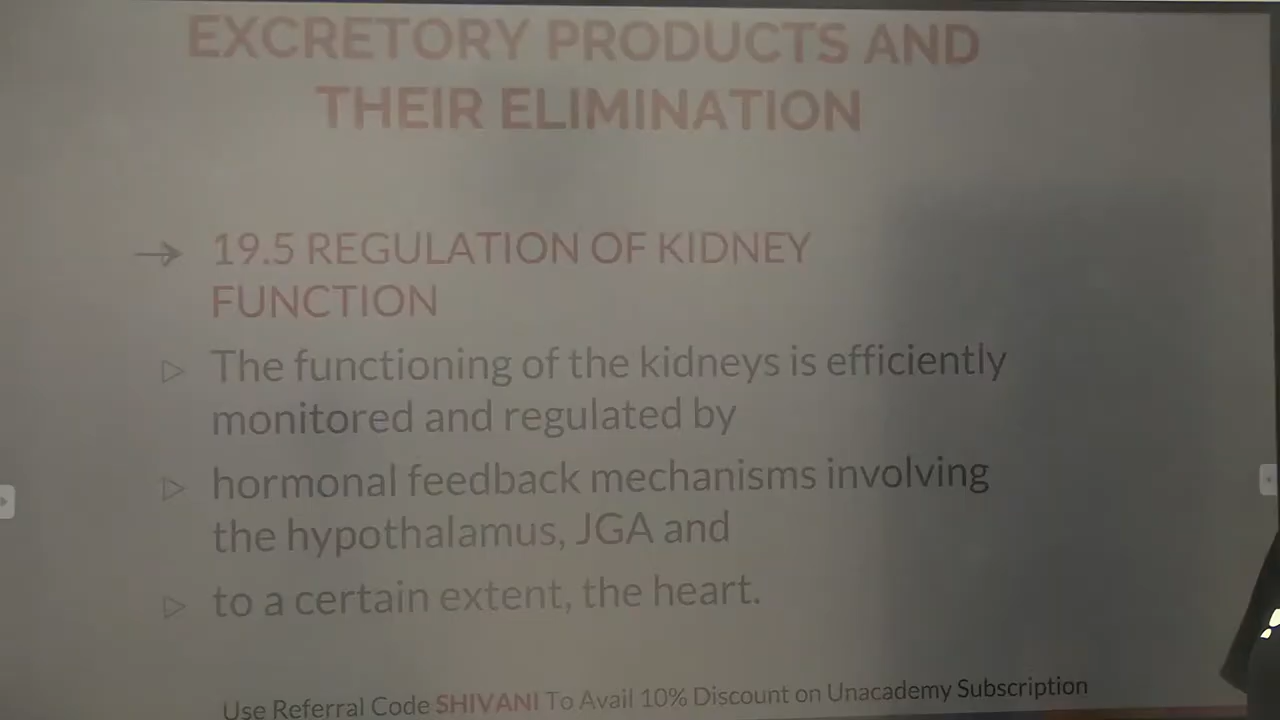 EXCRETORY PRODUCTS AND
THEIR ELIMINATION
→ 19.5 REGULATION OF KIDNEY
FUNCTION
▷ The functioning of the kidneys is efficiently
monitored and regulated by
▷ hormonal feedback mechanisms involving
the hypothalamus, JGA and
▷ to a certain extent, the heart.
Use Referral Code SHIVANI To Avail 10% Discount on Unacademy Subscription